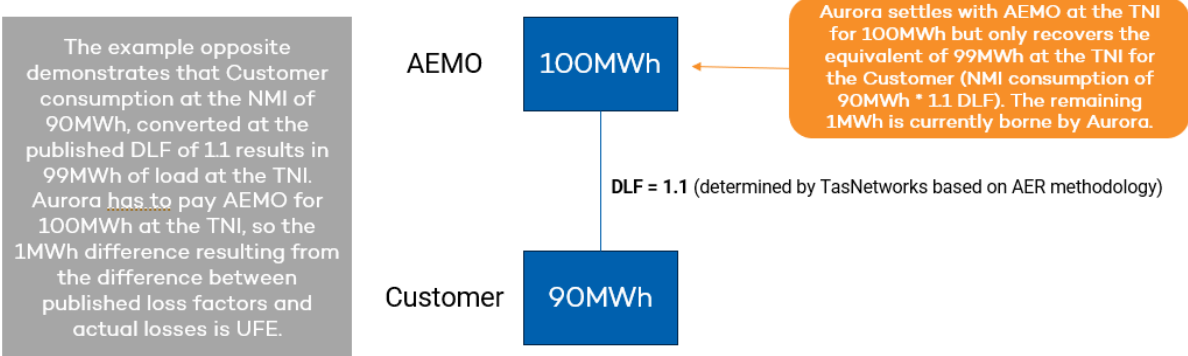 The example opposite
demonstrates that Customer
consumption at the NMI of
90MWh, converted at the
published DLF of 1.1 results in
99MWh of load at the TNI.
Aurora has to pay AEMO for
100MWh at the TNI, so the
1MWh difference resulting from
the difference between
published loss factors and
actual losses is UFE.
AEMO
100MWh
Aurora settles with AEMO at the TNI
for 100MWh but only recovers the
equivalent of 99MWh at the TNI for
the Customer (NMI consumption of
90MWh * 1.1 DLF). The remaining
1MWh is currently borne by Aurora.
DLF = 1.1 (determined by TasNetworks based on AER methodology)
Customer
90MWh